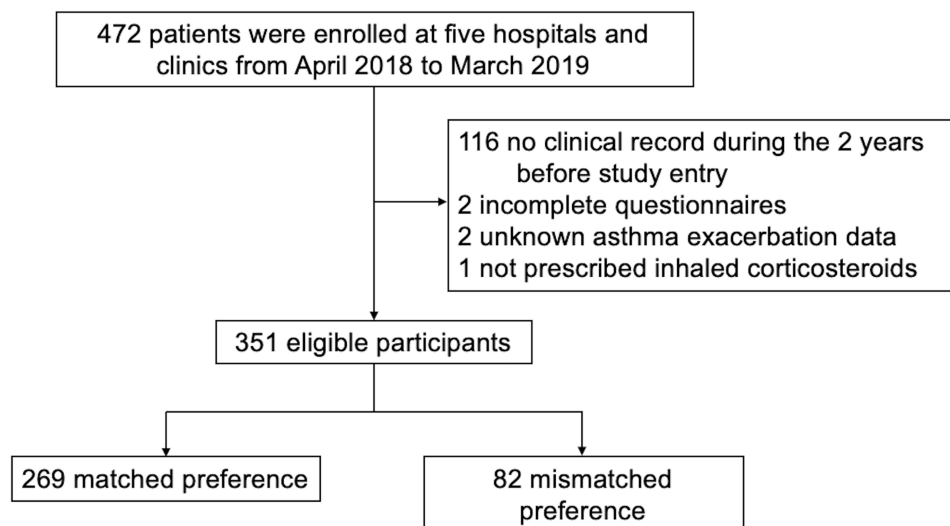 472 patients were enrolled at five hospitals and
clinics from April 2018 to March 2019
116 no clinical record during the 2 years
before study entry
2 incomplete questionnaires
2 unknown asthma exacerbation data
1 not prescribed inhaled corticosteroids
351 eligible participants
269 matched preference
82 mismatched
preference